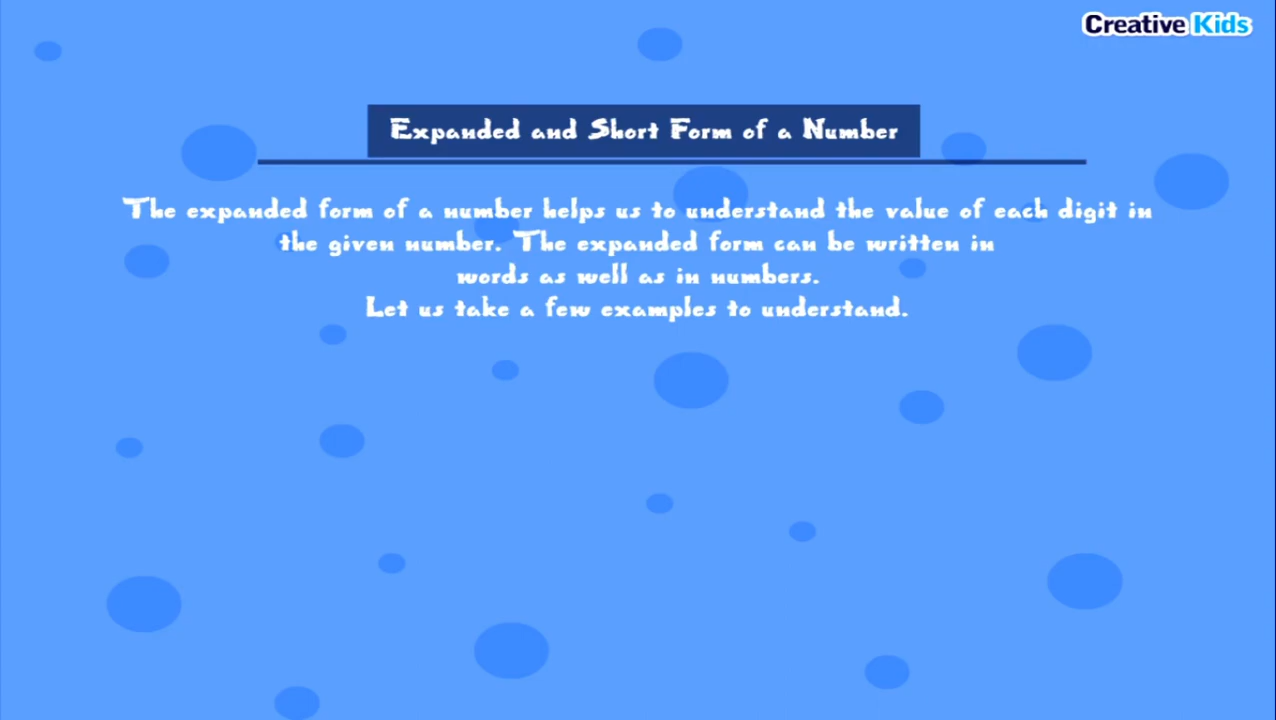 Creative Kids
Expanded and Short Form of a Number
The expanded form of a number helps us to understand the value of each digit in
the given number. The expanded form can be written in
words as well as in numbers.
Let us take a few examples to understand.